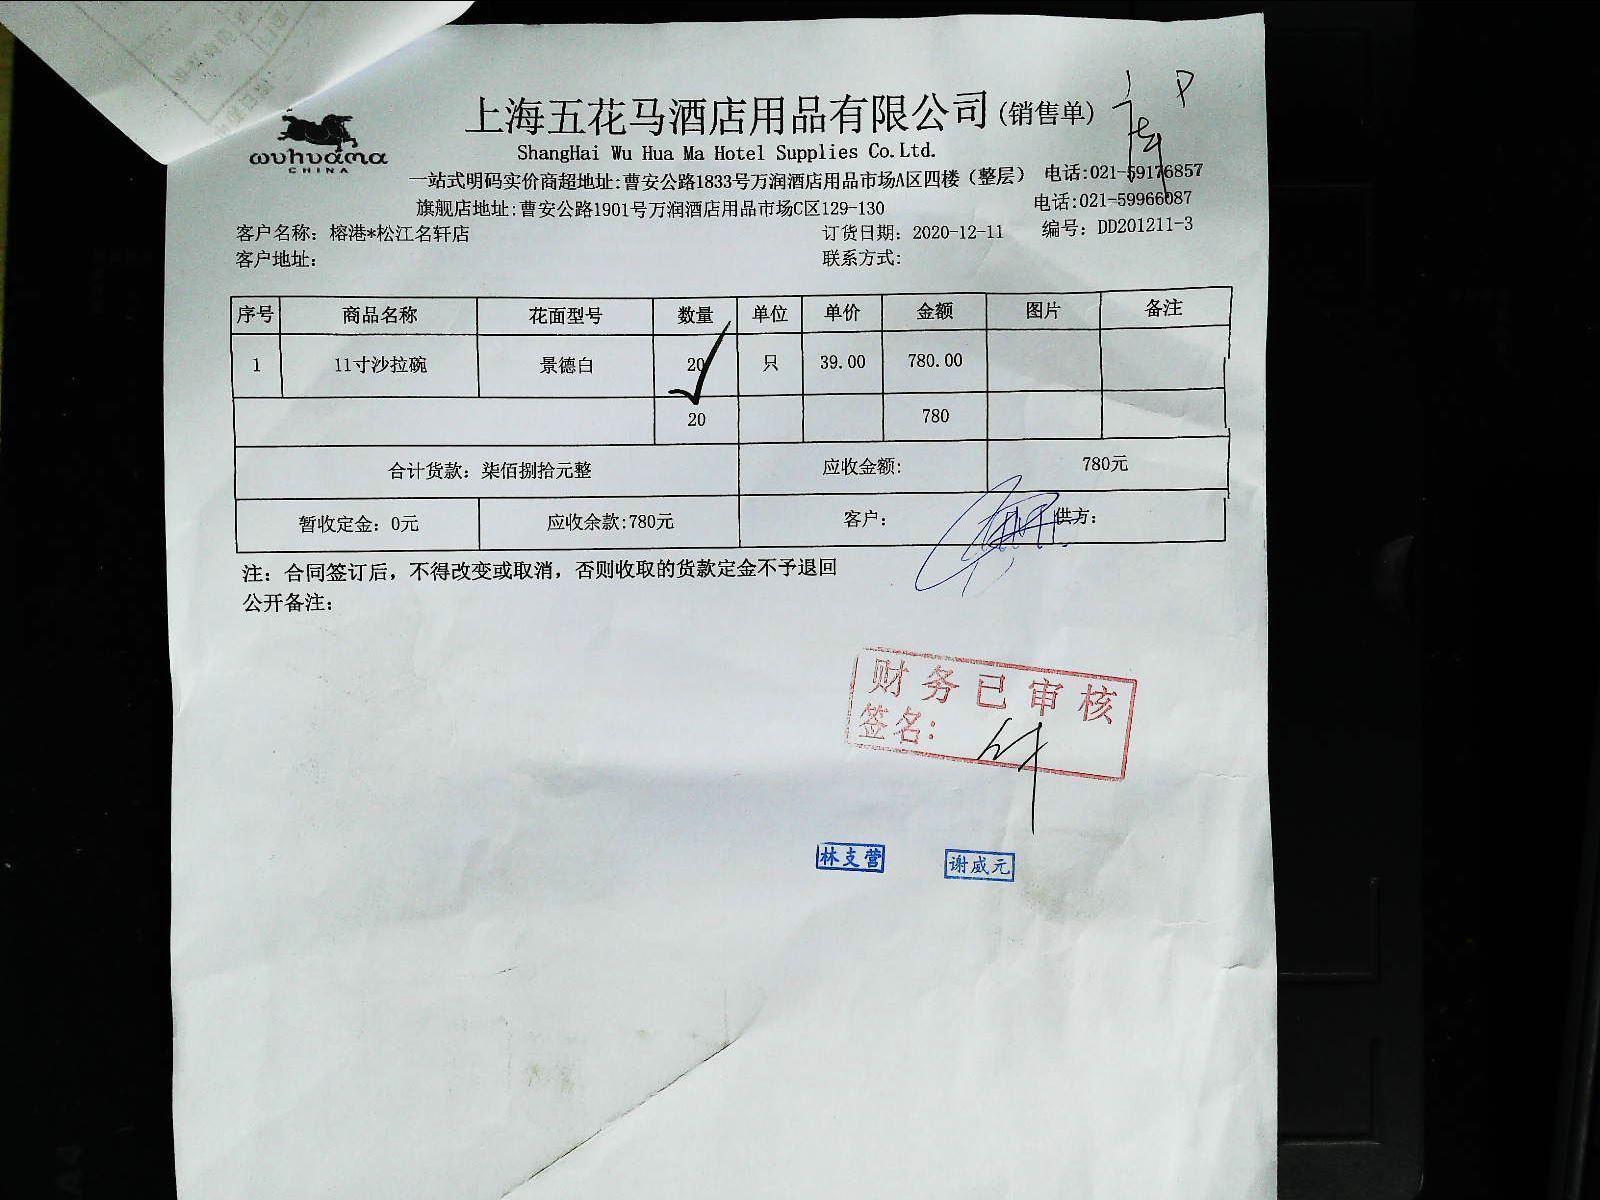 上海五花马酒店用品有限公司(销售单)
wuhuama
CHINA
ShangHai Wu Hua Ma Hotel Supplies Co.Ltd.
一站式明码实价商超地址:曹安公路1833号万润酒店用品市场A区四楼（整层） 电话:021-59176857
旗舰店地址:曹安公路1901号万润酒店用品市场C区129-130 电话:021-59966087
客户名称: 榕港*松江名轩店 订货日期: 2020-12-11 编号: DD201211-3
客户地址: 联系方式:
序号 商品名称 花面型号 数量 单位 单价 金额 图片 备注
1 11寸沙拉碗 景德白 20 只 39.00 780.00
20 780
合计货款: 柒佰捌拾元整 应收金额: 780元
暂收定金: 0元 应收余款:780元 客户: 供方:
注: 合同签订后, 不得改变或取消, 否则收取的货款定金不予退回
公开备注:
财务已审核
签名:
林支营 谢威元